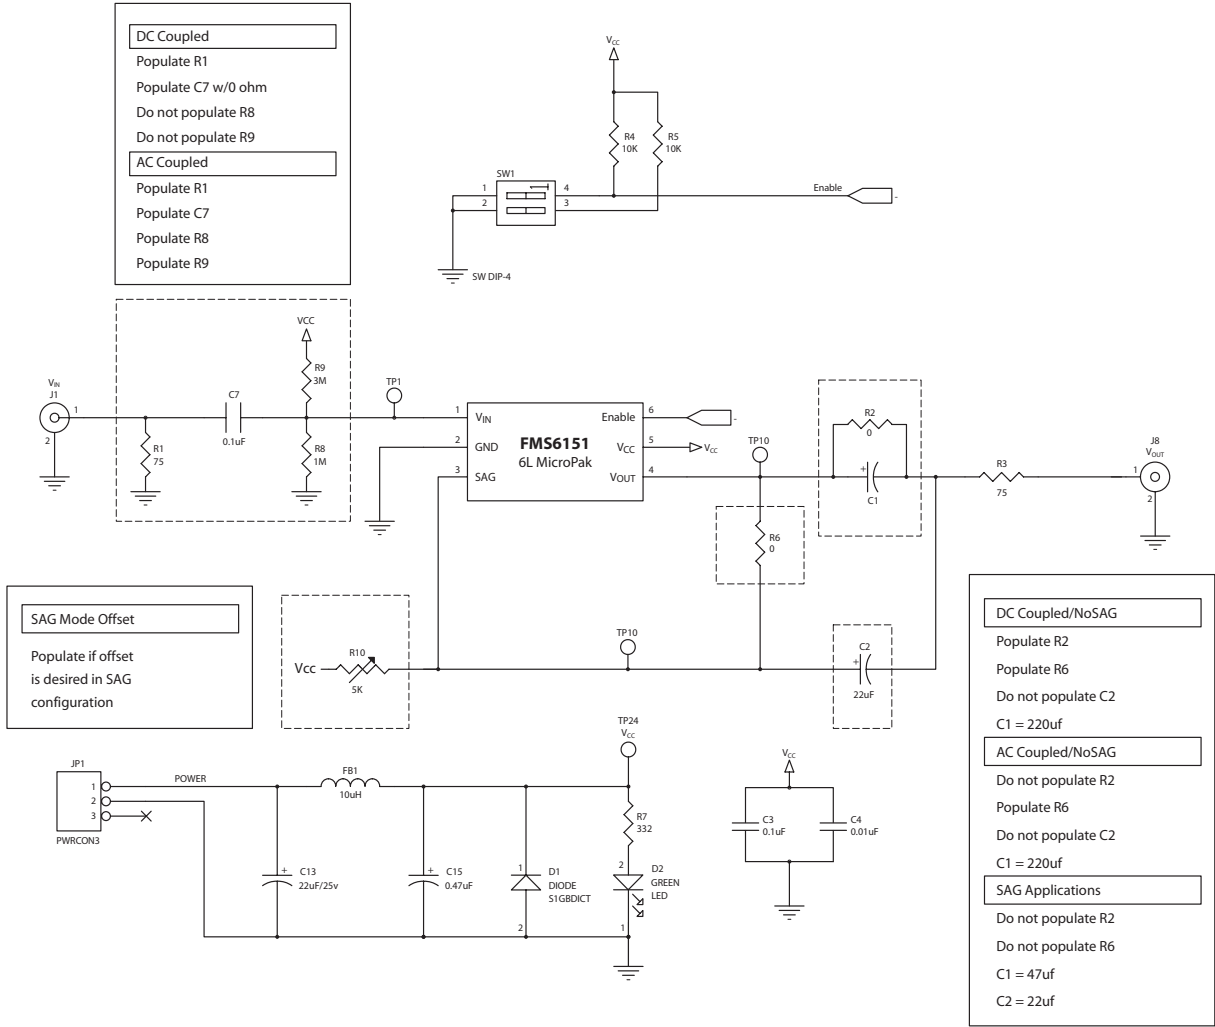 DC Coupled
Populate R1
Populate C7 w/0 ohm
Do not populate R8
Do not populate R9
AC Coupled
Populate R1
Populate C7
Populate R8
Populate R9
VCC
R4
10K
R5
10K
SW1
1
2
4
3
Enable
-
SW DIP-4
VIN
J1
1
2
R1
75
C7
0.1uF
VCC
R9
3M
R8
1M
TP1
1
2
3
VIN
GND
SAG
FMS6151
6L MicroPak
Enable
VCC
VOUT
6
5
4
-
VCC
TP10
R2
0
+
C1
R3
75
J8
VOUT
1
2
R6
0
SAG Mode Offset
Populate if offset
is desired in SAG
configuration
Vcc
R10
5K
TP10
C2
+
22uF
DC Coupled/NoSAG
Populate R2
Populate R6
Do not populate C2
C1 = 220uf
AC Coupled/NoSAG
Do not populate R2
Populate R6
Do not populate C2
C1 = 220uf
SAG Applications
Do not populate R2
Do not populate R6
C1 = 47uf
C2 = 22uf
JP1
1
2
3
PWRCON3
POWER
FB1
10uH
+
C13
22uF/25v
+
C15
0.47uF
1
D1
DIODE
S1GBDICT
2
TP24
VCC
R7
332
2
D2
GREEN
LED
1
VCC
C3
0.1uF
C4
0.01uF